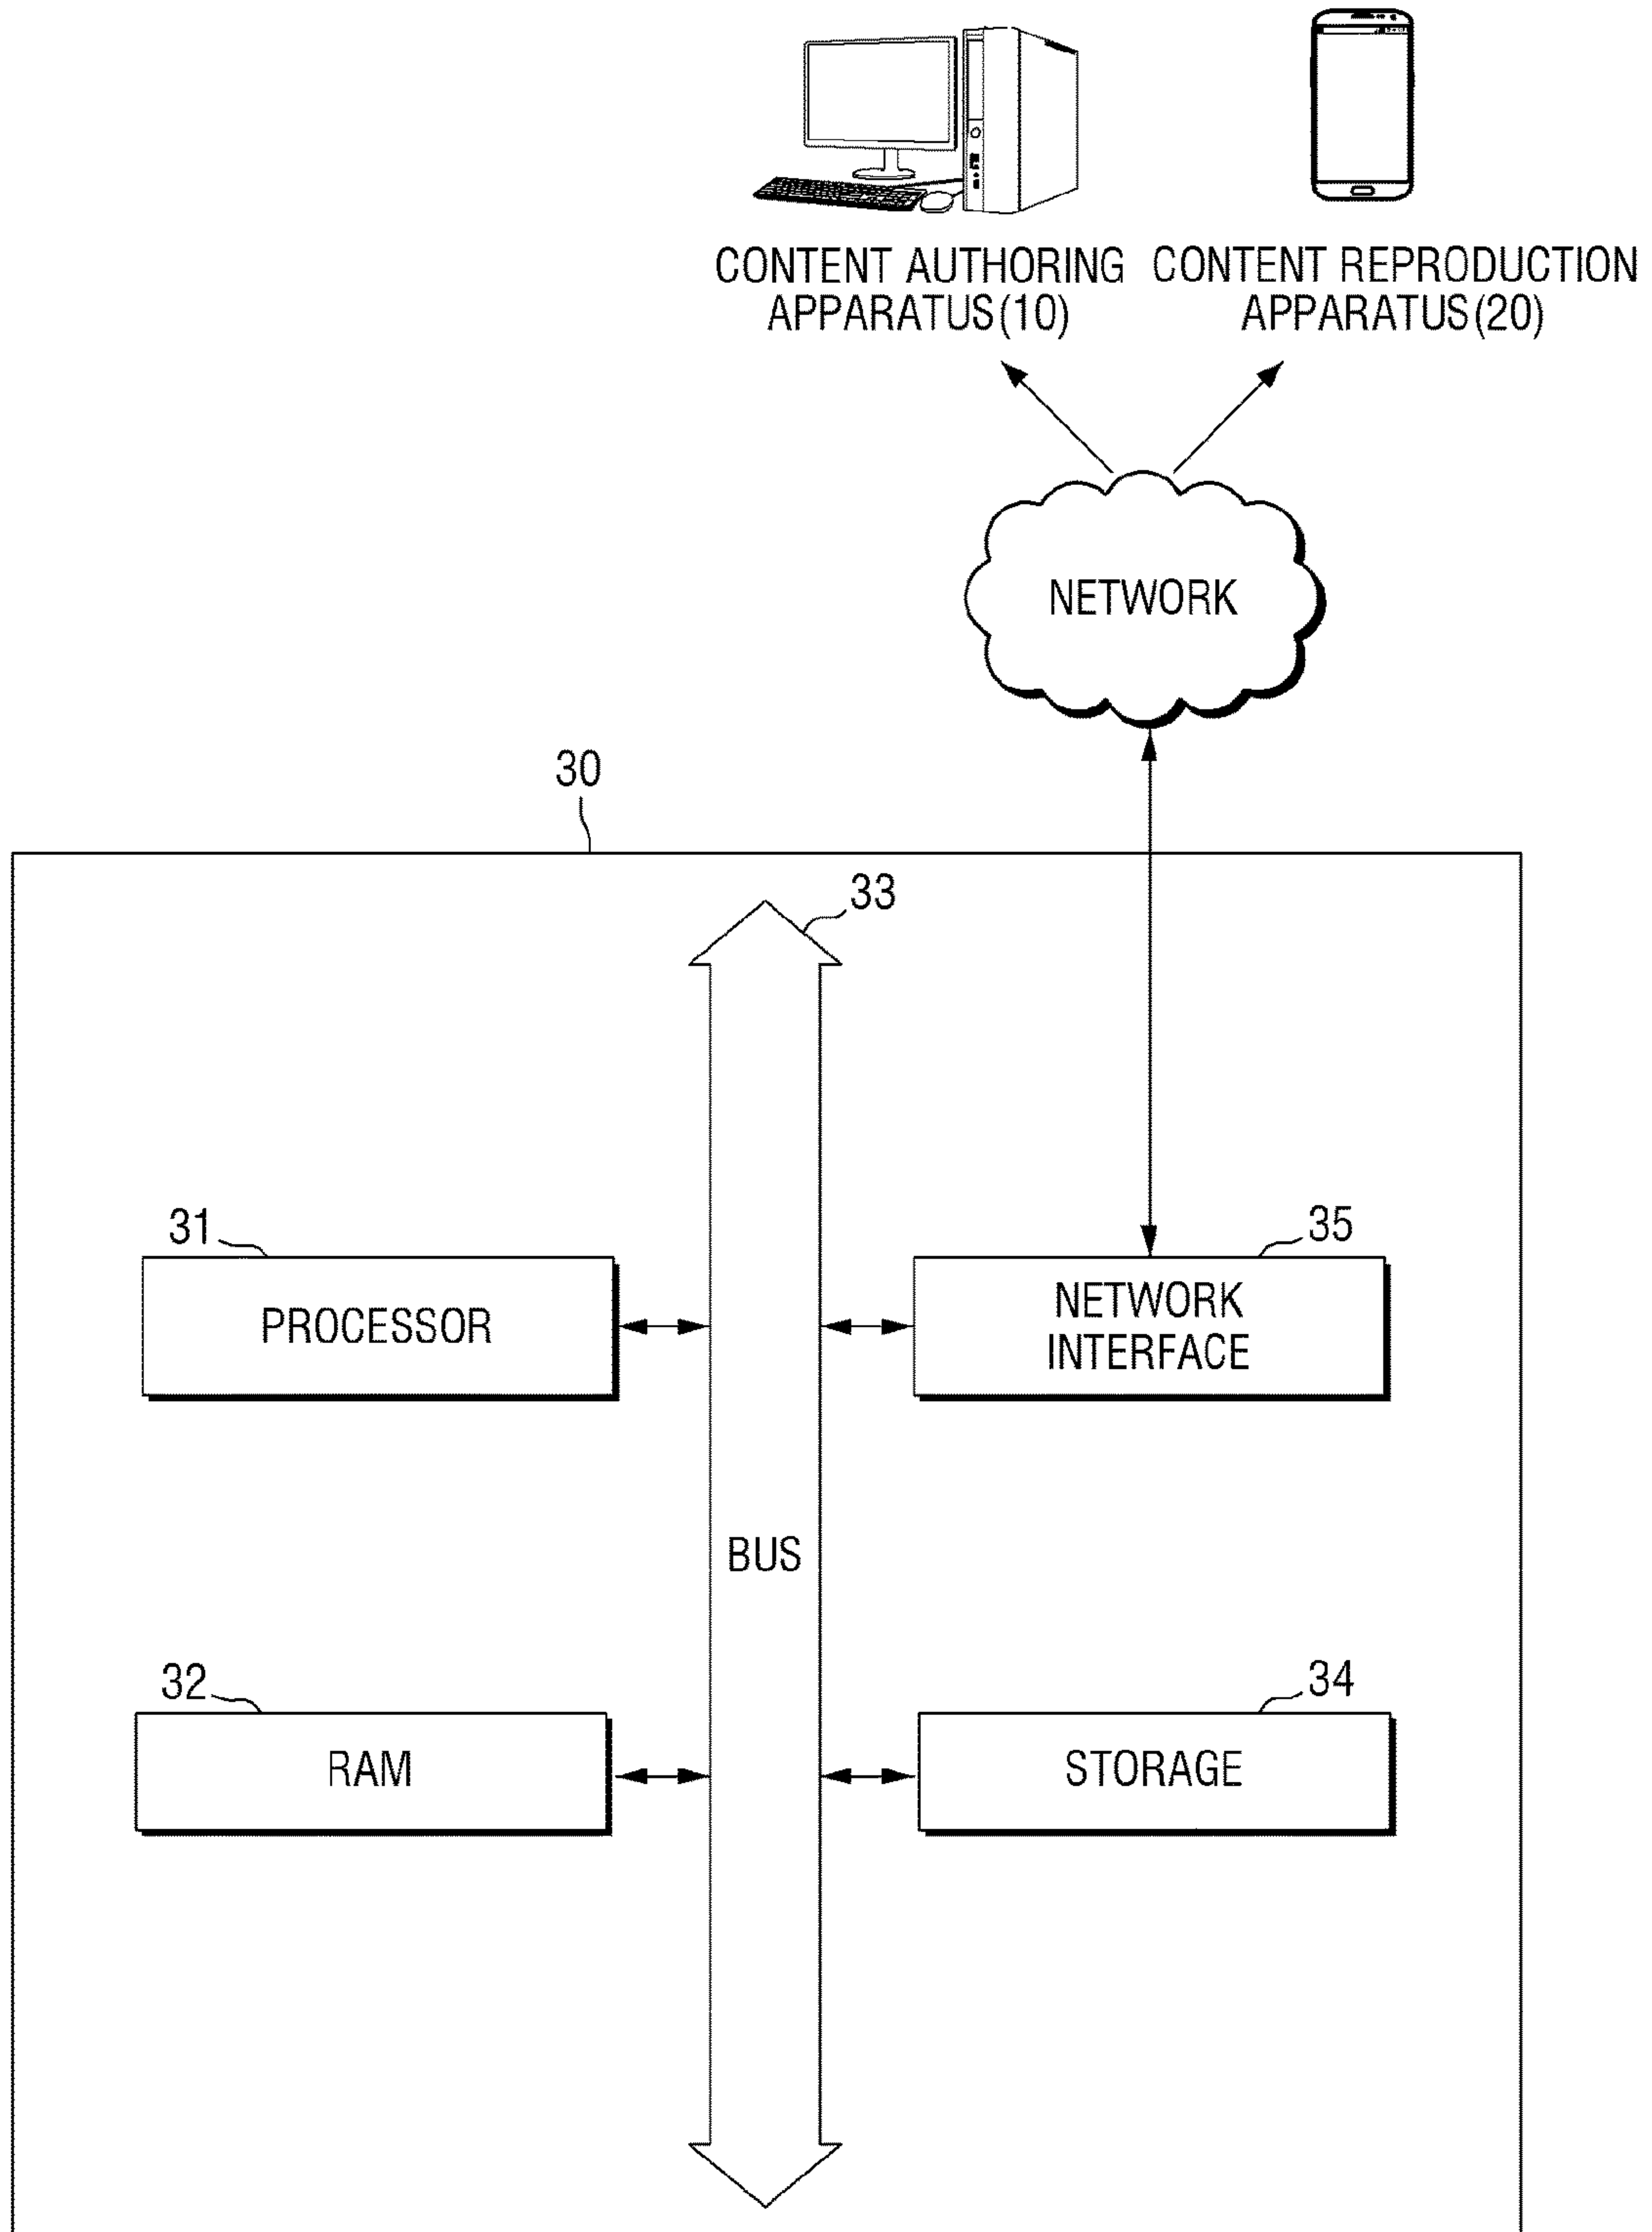 CONTENT AUTHORING
APPARATUS(10)
CONTENT REPRODUCTION
APPARATUS(20)
NETWORK
30
33
31
PROCESSOR
35
NETWORK
INTERFACE
BUS
32
RAM
34
STORAGE